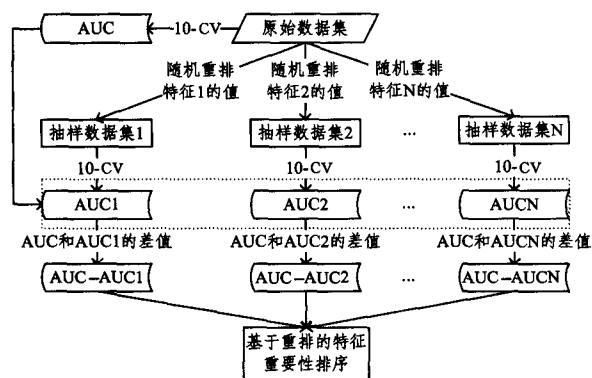 AUC
10-CV
原始数据集
随机重排
特征1的值
随机重排
特征2的值
随机重排
特征N的值
抽样数据集1
抽样数据集2
...
抽样数据集N
10-CV
10-CV
10-CV
AUC1
AUC2
...
AUCN
AUC和AUC1的差值
AUC和AUC2的差值
AUC和AUCN的差值
AUC-AUC1
AUC-AUC2
...
AUC-AUCN
基于重排的特征
重要性排序